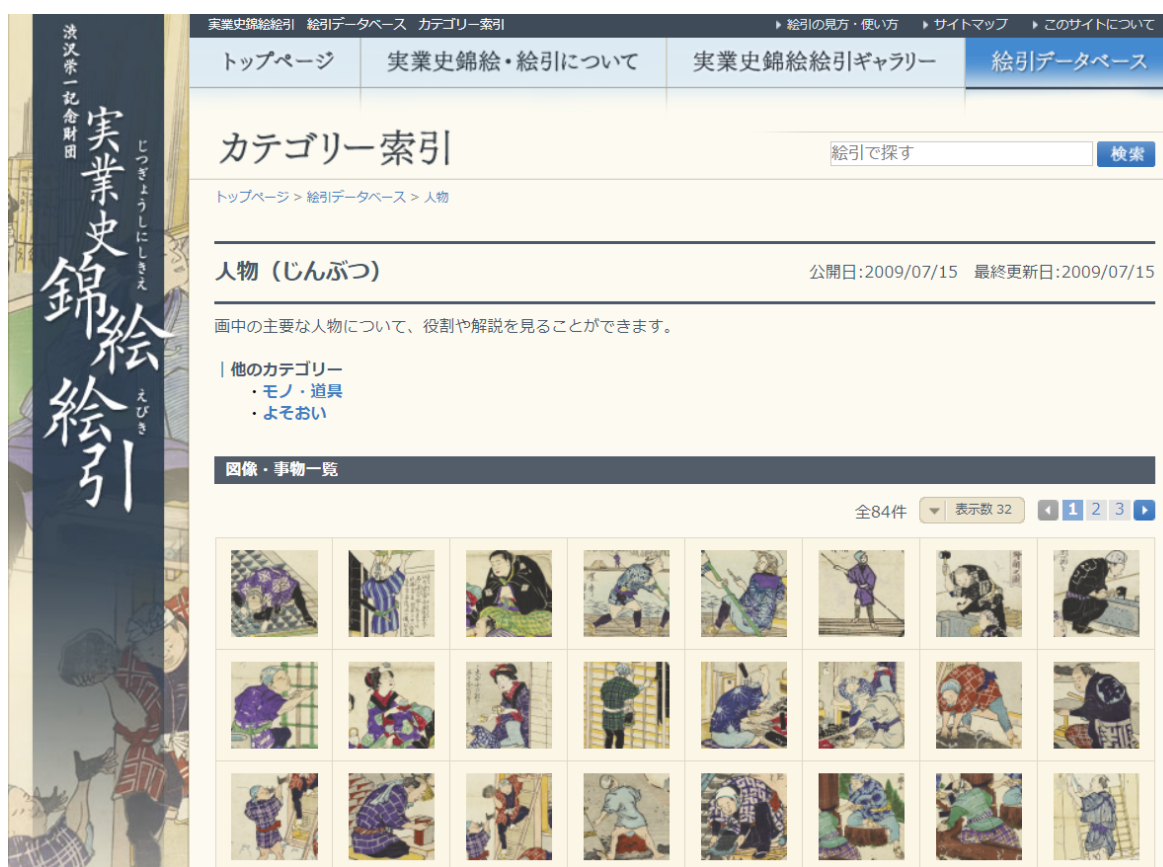 実業史錦絵絵引 絵引データベース カテゴリー索引
絵引の見方・使い方 サイトマップ このサイトについて
トップページ 実業史錦絵・絵引について 実業史錦絵絵引ギャラリー 絵引データベース
渋沢栄一記念財団
実業史錦絵絵引
じつぎょうしにしきえ
えびき
カテゴリー索引
絵引で探す 検索
トップページ > 絵引データベース > 人物
人物（じんぶつ） 公開日:2009/07/15 最終更新日:2009/07/15
画中の主要な人物について、役割や解説を見ることができます。
| 他のカテゴリー
・モノ・道具
・よそおい
図像・事物一覧
全84件 表示数 32 1 2 3